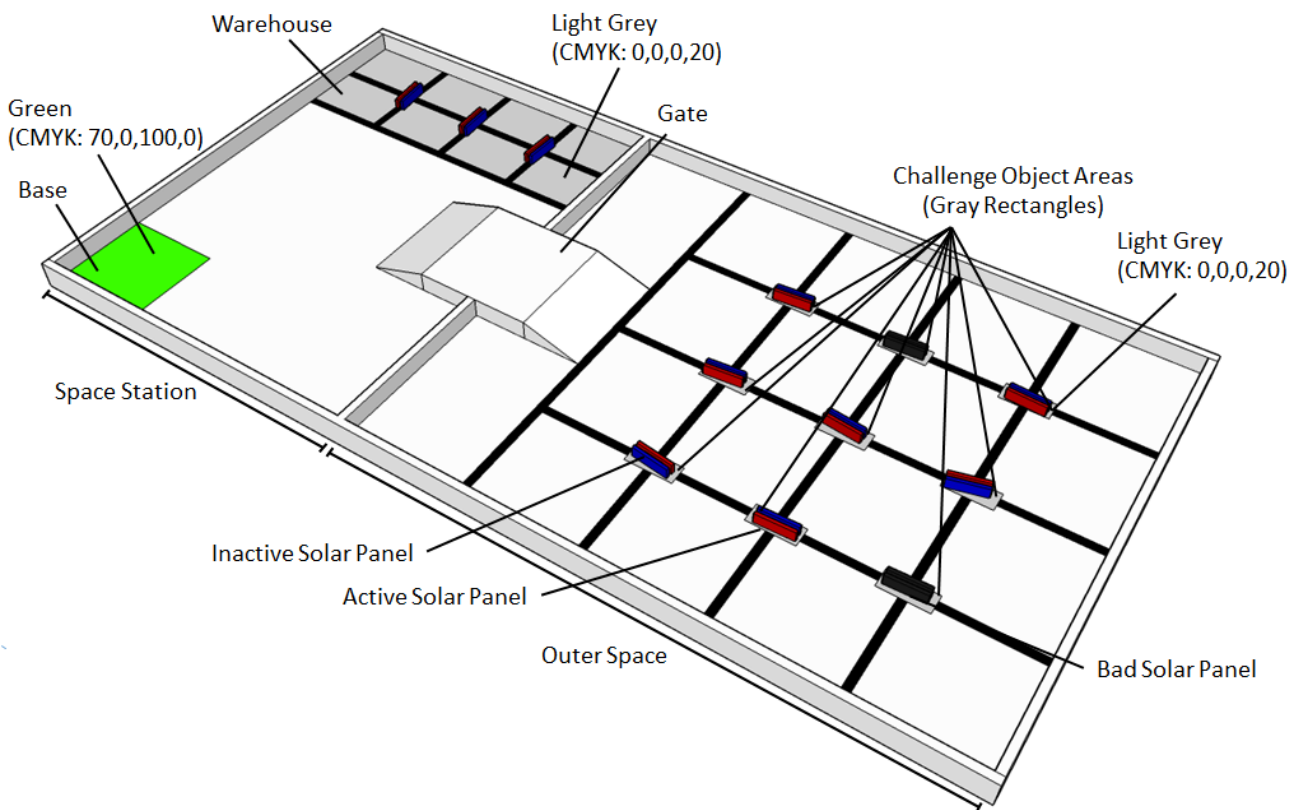 Warehouse
Light Grey
(CMYK: 0,0,0,20)
Green
(CMYK: 70,0,100,0)
Gate
Base
Challenge Object Areas
(Gray Rectangles)
Light Grey
(CMYK: 0,0,0,20)
Space Station
Inactive Solar Panel
Active Solar Panel
Outer Space
Bad Solar Panel